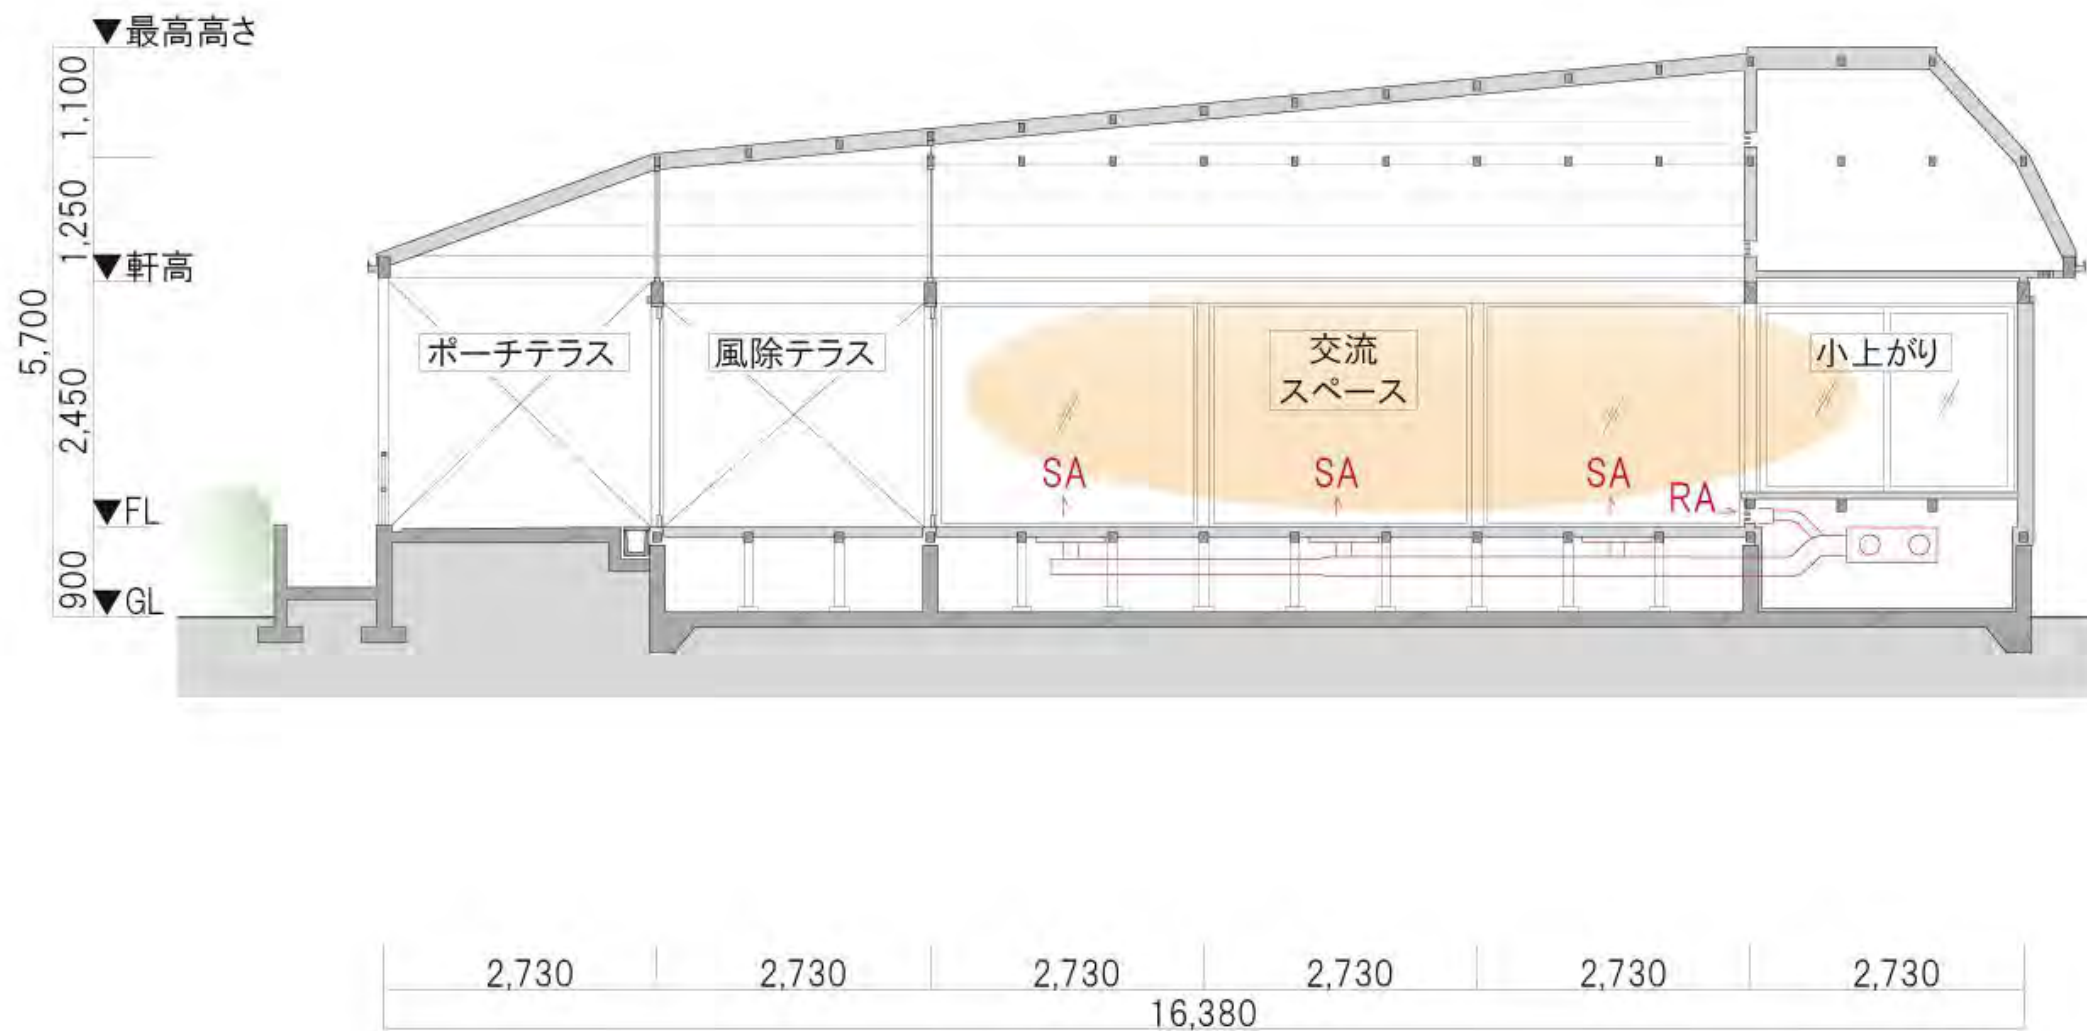 ▼最高高さ
1,100
1,250
▼軒高
5,700
2,450
▼FL
900
▼GL
ポーチテラス
風除テラス
交流
スペース
小上がり
SA
SA
SA
RA
2,730
2,730
2,730
2,730
2,730
2,730
16,380